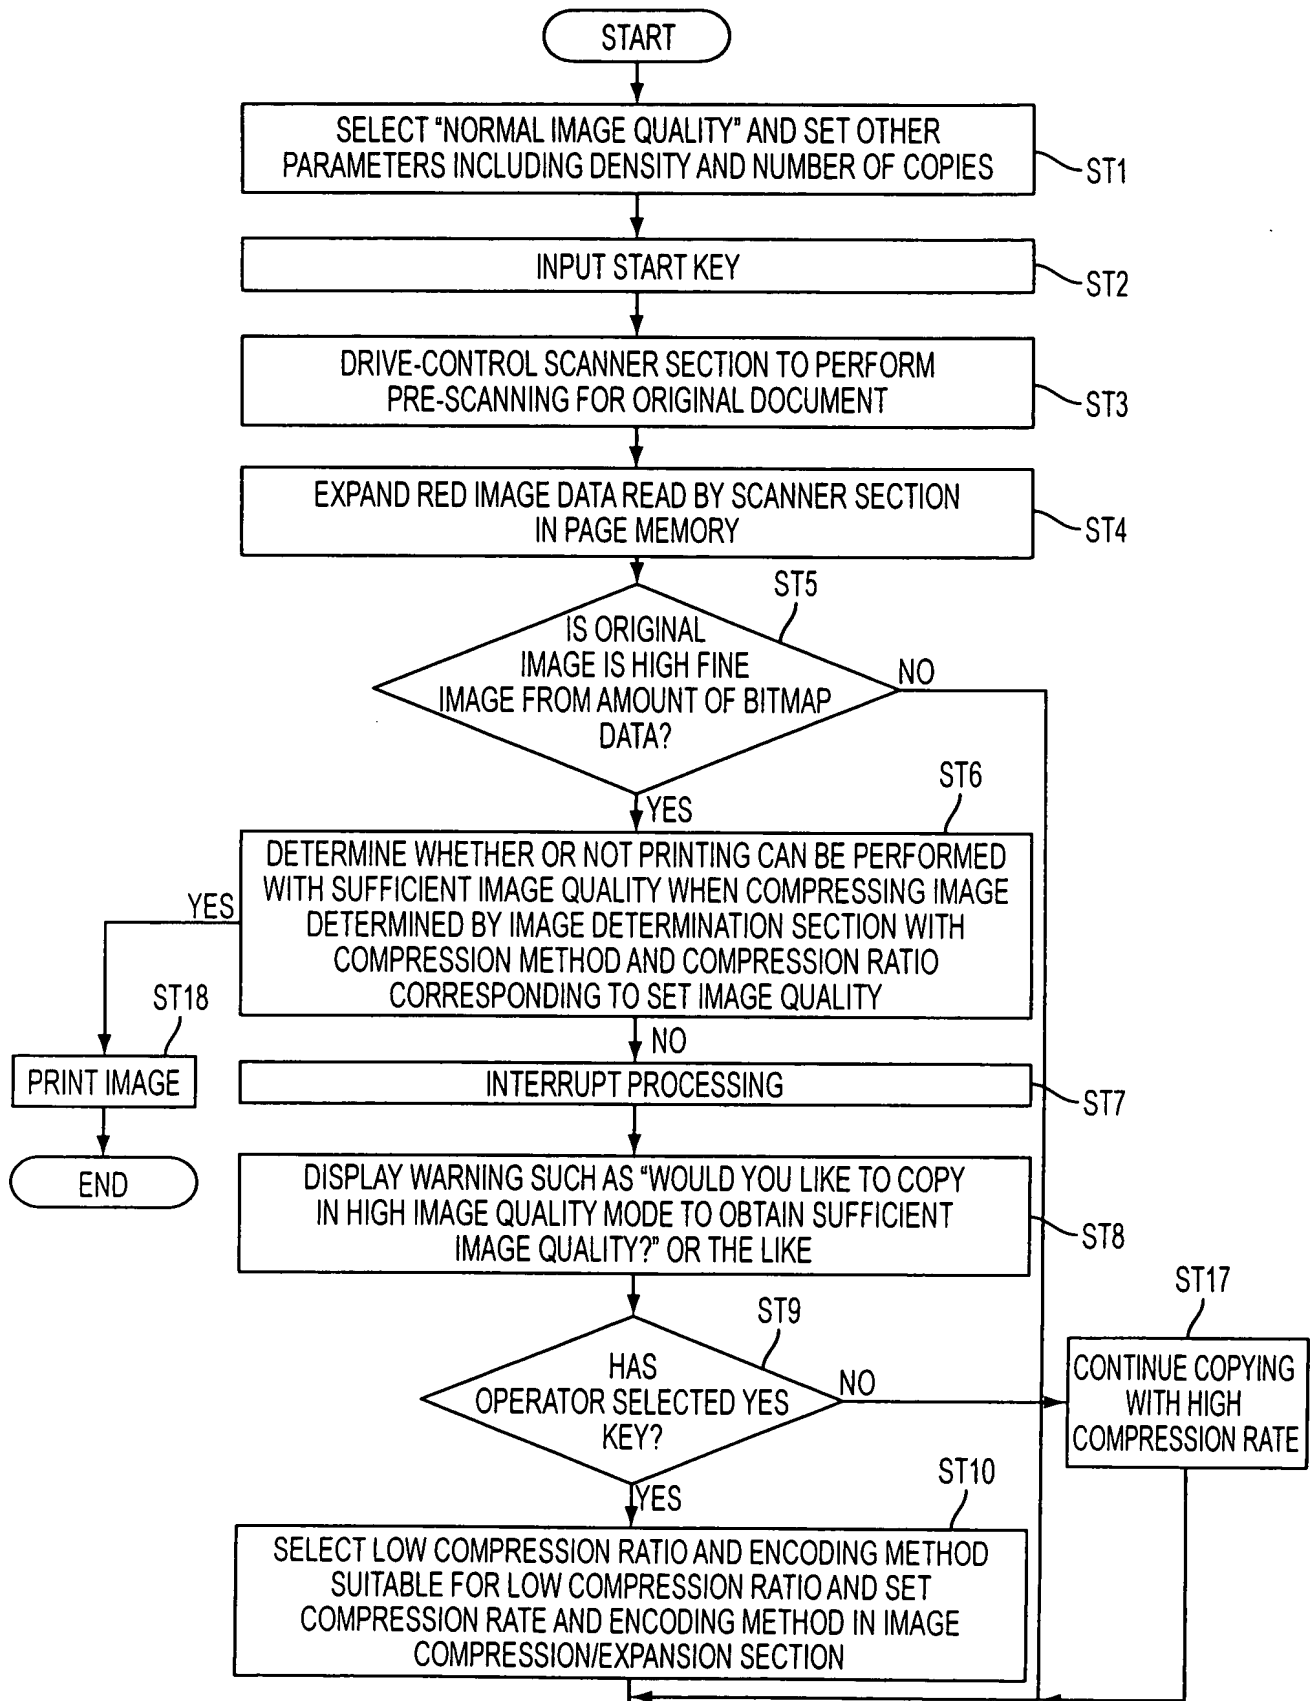 START
SELECT "NORMAL IMAGE QUALITY" AND SET OTHER
PARAMETERS INCLUDING DENSITY AND NUMBER OF COPIES
ST1
INPUT START KEY
ST2
DRIVE-CONTROL SCANNER SECTION TO PERFORM
PRE-SCANNING FOR ORIGINAL DOCUMENT
ST3
EXPAND RED IMAGE DATA READ BY SCANNER SECTION
IN PAGE MEMORY
ST4
ST5
IS ORIGINAL
IMAGE IS HIGH FINE
IMAGE FROM AMOUNT OF BITMAP
DATA?
NO
YES
ST6
DETERMINE WHETHER OR NOT PRINTING CAN BE PERFORMED
WITH SUFFICIENT IMAGE QUALITY WHEN COMPRESSING IMAGE
DETERMINED BY IMAGE DETERMINATION SECTION WITH
COMPRESSION METHOD AND COMPRESSION RATIO
CORRESPONDING TO SET IMAGE QUALITY
YES
ST18
PRINT IMAGE
END
NO
INTERRUPT PROCESSING
ST7
DISPLAY WARNING SUCH AS "WOULD YOU LIKE TO COPY
IN HIGH IMAGE QUALITY MODE TO OBTAIN SUFFICIENT
IMAGE QUALITY?" OR THE LIKE
ST8
ST9
HAS
OPERATOR SELECTED YES
KEY?
NO
ST17
CONTINUE COPYING
WITH HIGH
COMPRESSION RATE
YES
ST10
SELECT LOW COMPRESSION RATIO AND ENCODING METHOD
SUITABLE FOR LOW COMPRESSION RATIO AND SET
COMPRESSION RATE AND ENCODING METHOD IN IMAGE
COMPRESSION/EXPANSION SECTION